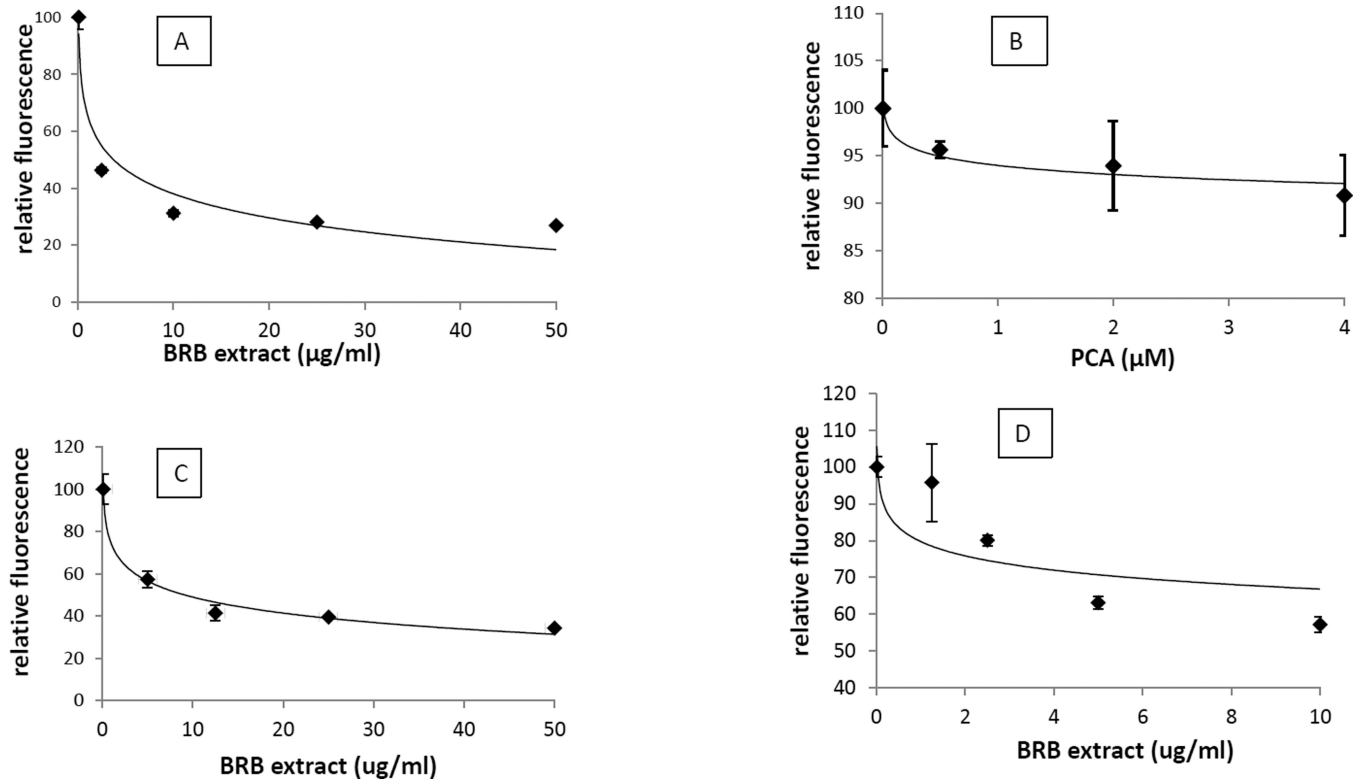 A
relative fluorescence
100
80
60
40
20
0
0 10 20 30 40 50
BRB extract (µg/ml)
B
relative fluorescence
110
105
100
95
90
85
80
0 1 2 3 4
PCA (µM)
C
relative fluorescence
120
100
80
60
40
20
0
0 10 20 30 40 50
BRB extract (ug/ml)
D
relative fluorescence
120
110
100
90
80
70
60
50
40
0 2 4 6 8 10
BRB extract (ug/ml)